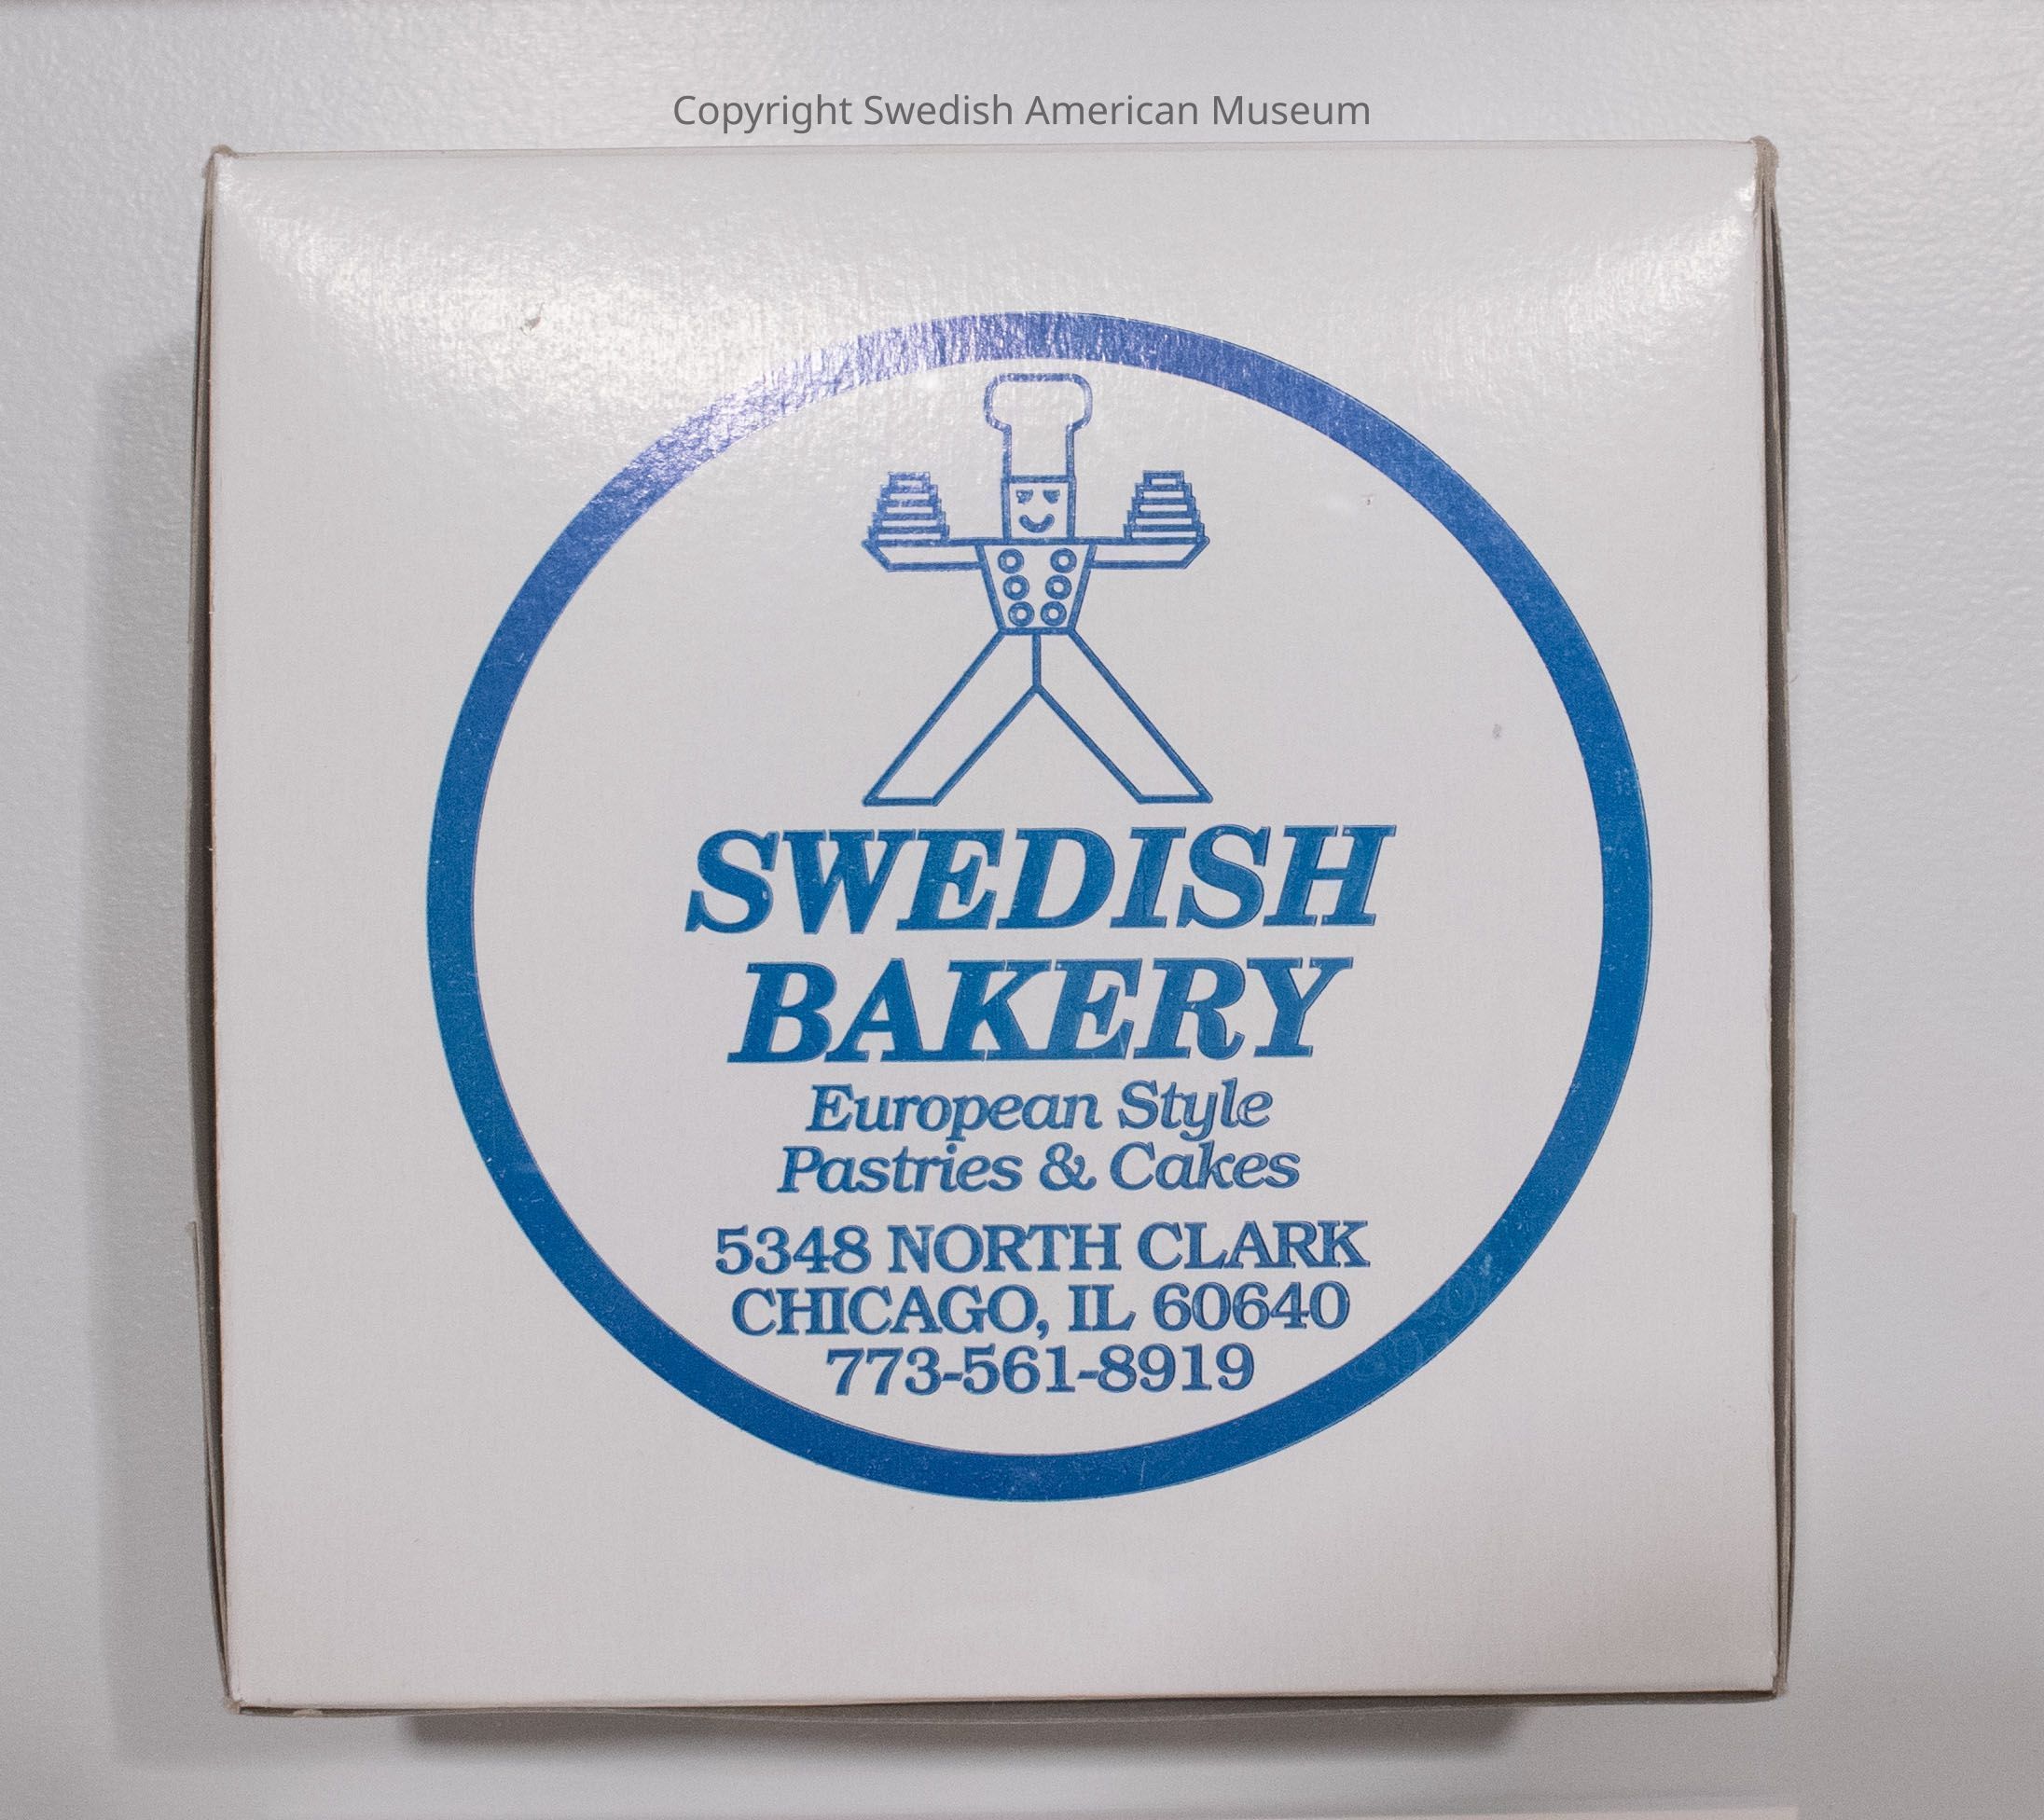 Copyright Swedish American Museum
SWEDISH
BAKERY
European Style
Pastries & Cakes
5348 NORTH CLARK
CHICAGO, IL 60640
773-561-8919